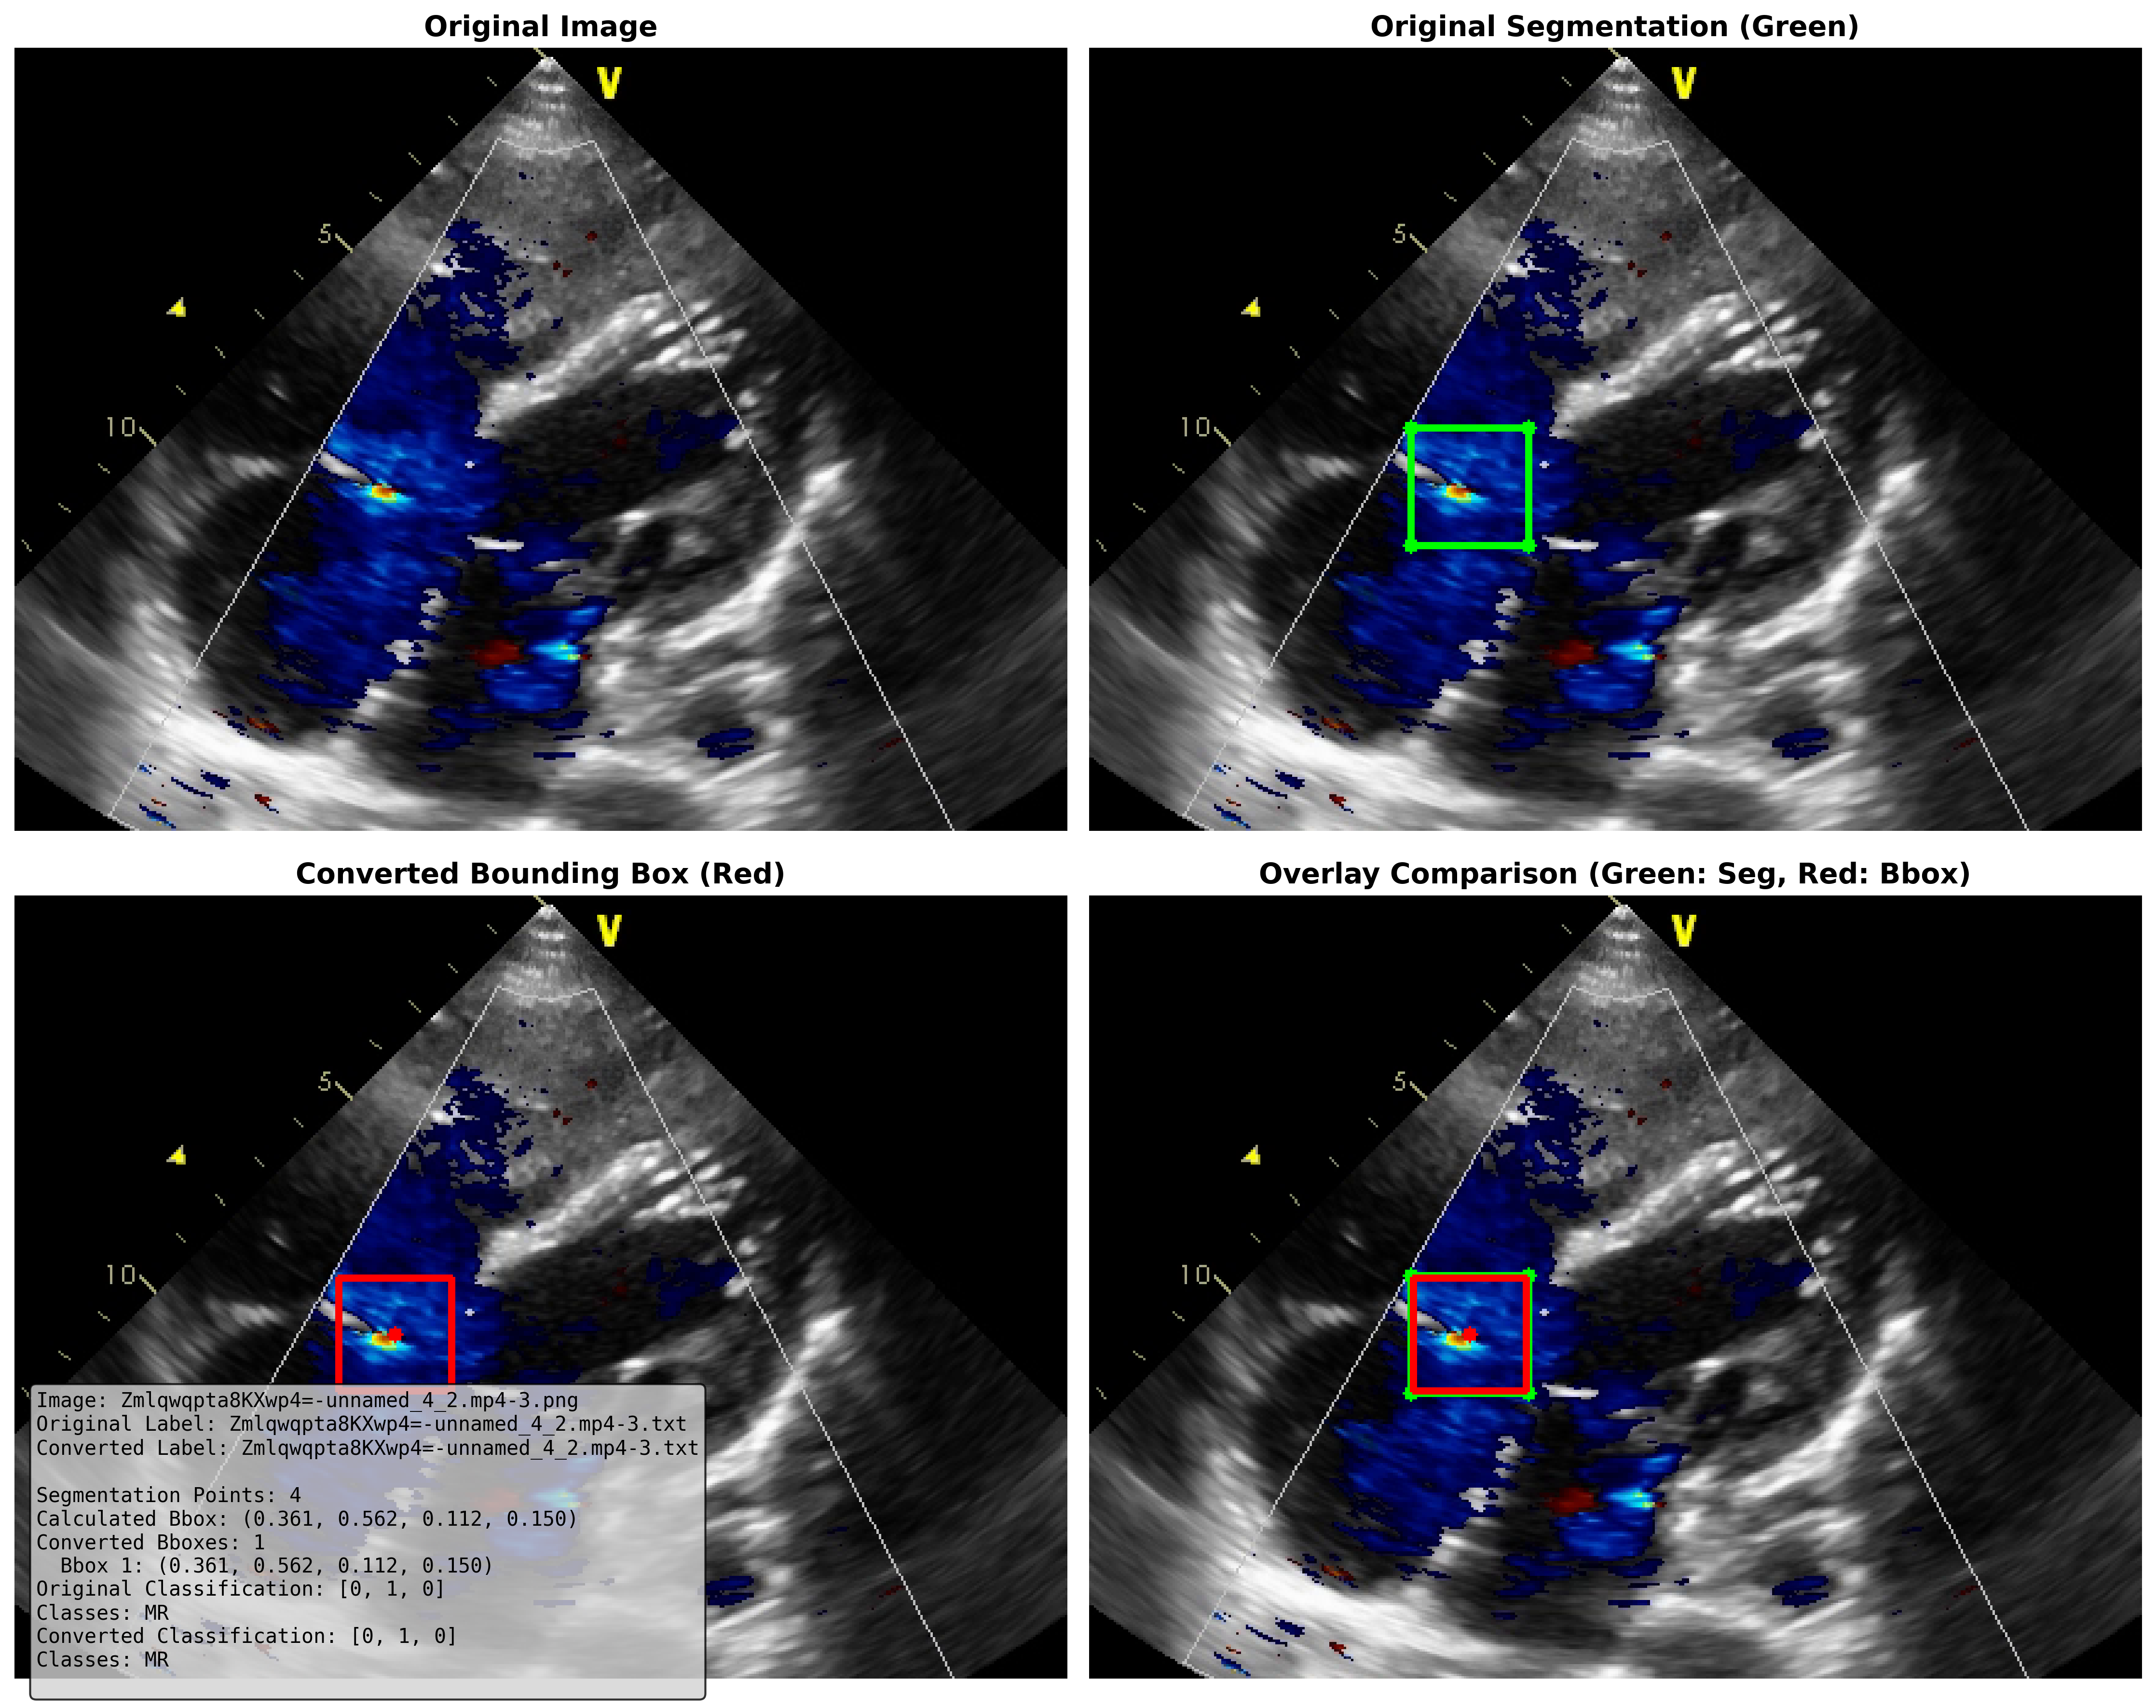 Original Image
Original Segmentation (Green)
V
5
10
V
5
10
Converted Bounding Box (Red)
Overlay Comparison (Green: Seg, Red: Bbox)
V
5
10
V
5
10
Image: Zmlqwqpta8KXwp4=-unnamed_4_2.mp4-3.png
Original Label: Zmlqwqpta8KXwp4=-unnamed_4_2.mp4-3.txt
Converted Label: Zmlqwqpta8KXwp4=-unnamed_4_2.mp4-3.txt
Segmentation Points: 4
Calculated Bbox: (0.361, 0.562, 0.112, 0.150)
Converted Bboxes: 1
Bbox 1: (0.361, 0.562, 0.112, 0.150)
Original Classification: [0, 1, 0]
Classes: MR
Converted Classification: [0, 1, 0]
Classes: MR